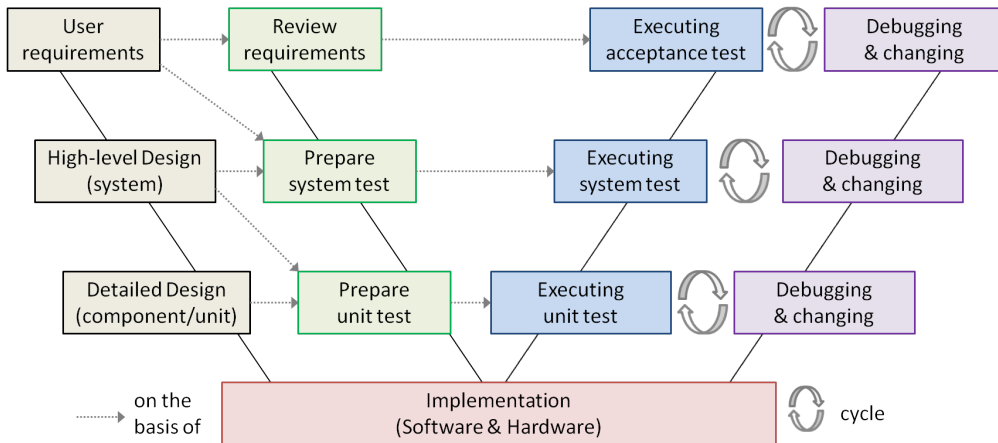 User
requirements
Review
requirements
Executing
acceptance test
Debugging
& changing
High-level Design
(system)
Prepare
system test
Executing
system test
Debugging
& changing
Detailed Design
(component/unit)
Prepare
unit test
Executing
unit test
Debugging
& changing
on the
basis of
Implementation
(Software & Hardware)
cycle